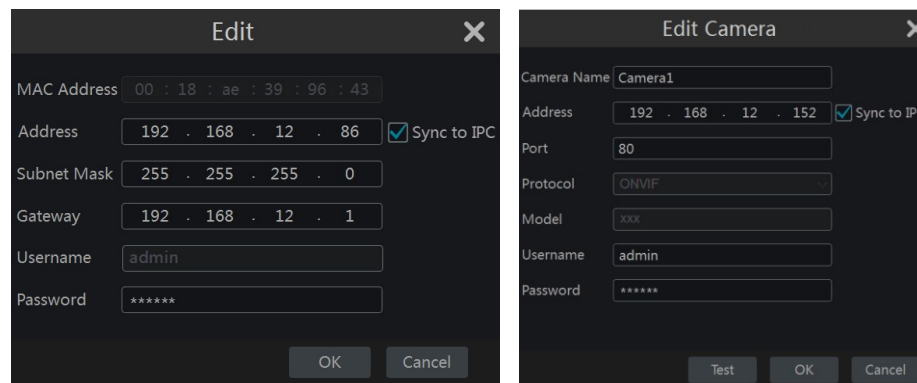 Edit
MAC Address 00 : 18 : ae : 39 : 96 : 43
Address 192 . 168 . 12 . 86 Sync to IPC
Subnet Mask 255 . 255 . 255 . 0
Gateway 192 . 168 . 12 . 1
Username admin
Password ******
OK Cancel
Edit Camera
Camera Name Camera1
Address 192 . 168 . 12 . 152 Sync to IP
Port 80
Protocol ONVIF
Model xxx
Username admin
Password ******
Test OK Cancel